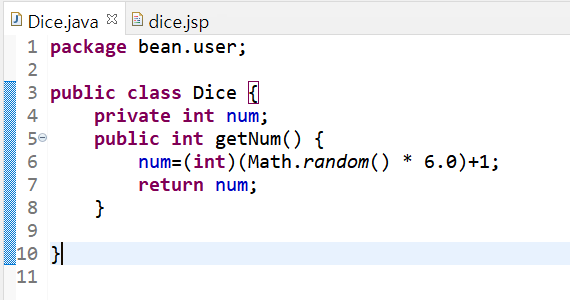 Dice.java dice.jsp
1 package bean.user;
2
3 public class Dice {
4     private int num;
5     public int getNum() {
6         num=(int)(Math.random() * 6.0)+1;
7         return num;
8     }
9
10 }
11